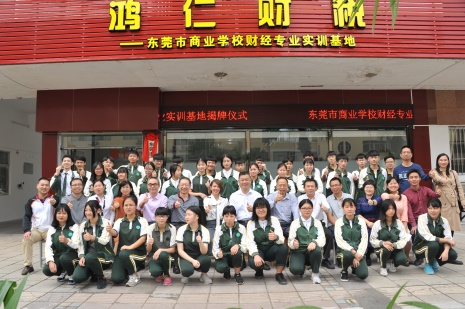 鸿仁财税
——东莞市商业学校财经专业实训基地
业实训基地揭牌仪式 东莞市商业学校财经专业